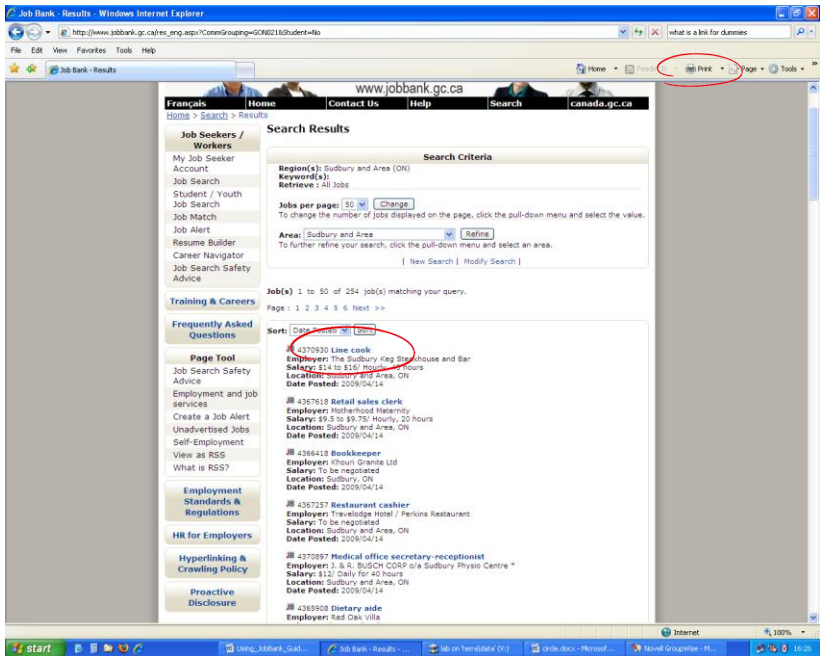 Job Bank - Results - Windows Internet Explorer
http://www.jobbank.gc.ca/res_eng.aspx?CommGrouping=GON021&Student=No
what is a link for dummies
File Edit View Favorites Tools Help
Job Bank - Results
Home Print Page Tools
www.jobbank.gc.ca
Français Home Contact Us Help Search canada.gc.ca
Home > Search > Results
Job Seekers /
Workers
My Job Seeker
Account
Job Search
Student / Youth
Job Search
Job Match
Job Alert
Resume Builder
Career Navigator
Job Search Safety
Advice
Training & Careers
Frequently Asked
Questions
Page Tool
Job Search Safety
Advice
Employment and job
services
Create a Job Alert
Unadvertised Jobs
Self-Employment
View as RSS
What is RSS?
Employment
Standards &
Regulations
HR for Employers
Hyperlinking &
Crawling Policy
Proactive
Disclosure
Search Results
Search Criteria
Region(s): Sudbury and Area (ON)
Keyword(s):
Retrieve : All Jobs
Jobs per page: 50 Change
To change the number of jobs displayed on the page, click the pull-down menu and select the value.
Area: Sudbury and Area Refine
To further refine your search, click the pull-down menu and select an area.
| New Search | Modify Search |
Job(s) 1 to 50 of 254 job(s) matching your query.
Page : 1 2 3 4 5 6 Next >>
Sort: Date Posted Sort
JB 4370930 Line cook
Employer: The Sudbury Keg Steakhouse and Bar
Salary: $14 to $16/ Hourly, hours
Location: Sudbury and Area, ON
Date Posted: 2009/04/14
JB 4367618 Retail sales clerk
Employer: Motherhood Maternity
Salary: $9.5 to $9.75/ Hourly, 20 hours
Location: Sudbury and Area, ON
Date Posted: 2009/04/14
JB 4366418 Bookkeeper
Employer: Khouri Granite Ltd
Salary: To be negotiated
Location: Sudbury, ON
Date Posted: 2009/04/14
JB 4367257 Restaurant cashier
Employer: Travelodge Hotel / Perkins Restaurant
Salary: To be negotiated
Location: Sudbury and Area, ON
Date Posted: 2009/04/14
JB 4370897 Medical office secretary-receptionist
Employer: J. & R. BUSCH CORP o/a Sudbury Physio Centre *
Salary: $12/ Daily for 40 hours
Location: Sudbury and Area, ON
Date Posted: 2009/04/14
JB 4365908 Dietary aide
Employer: Red Oak Villa
Internet 100%
start Using_JobBank_Guid... Job Bank - Results - ... lab on 'terral\data' (V:) circle.docx - Microsof... Novell GroupWise - M... 16:26